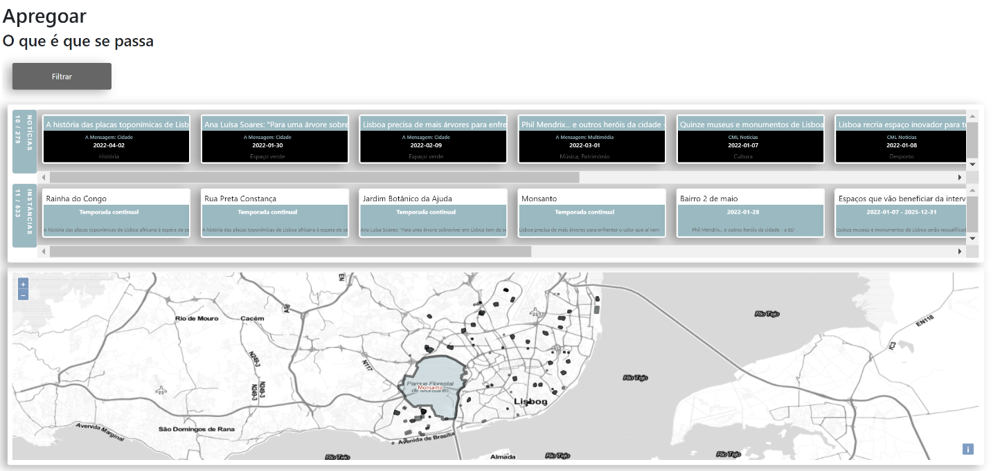 Apregoar
O que é que se passa
Filtrar
NOTÍCIAS
10 / 279
A história das placas toponímicas de Lisb
A Mensagem: Cidade
2022-04-02
História
Ana Luísa Soares: "Para uma árvore sobre
A Mensagem: Cidade
2022-01-30
Espaço verde
Lisboa precisa de mais árvores para enfre
A Mensagem: Cidade
2022-02-09
Espaço verde
Phil Mendrix... e outros heróis da cidade -
A Mensagem: Multimédia
2022-03-01
Música, Património
Quinze museus e monumentos de Lisboa
CML Notícias
2022-01-07
Cultura
Lisboa recria espaço inovador para tr
CML Notícias
2022-01-08
Desporto
INSTÂNCIAS
11 / 533
Rainha do Congo
Temporada continual
A história das placas toponímicas de Lisboa africana à espera de se
Rua Preta Constança
Temporada continual
A história das placas toponímicas de Lisboa africana à espera de se
Jardim Botânico da Ajuda
Temporada continual
Ana Luísa Soares: "Para uma árvore sobreviver em Lisboa tem de se
Monsanto
Temporada continual
Lisboa precisa de mais árvores para enfrentar o calor que aí vem
Bairro 2 de maio
2022-01-28
Phil Mendrix... e outros heróis da cidade - a BD
Espaços que vão beneficiar da interv
2022-01-07 - 2025-12-31
Quinze museus e monumentos de Lisboa serão requalificad
+
−
EN
A16
Rio de Mouro
Cacém
Rio Tejo
EN118
IC3
N249-3
N117
N249-3
N249-3
Rio Tejo
Parque Florestal
de Monsanto
Monsanto
Lisbon
Avenida Marginal
São Domingos de Rana
Avenida de Brasília
Rio Tejo
Almada
Rio Tejo
Rio Tejo
i